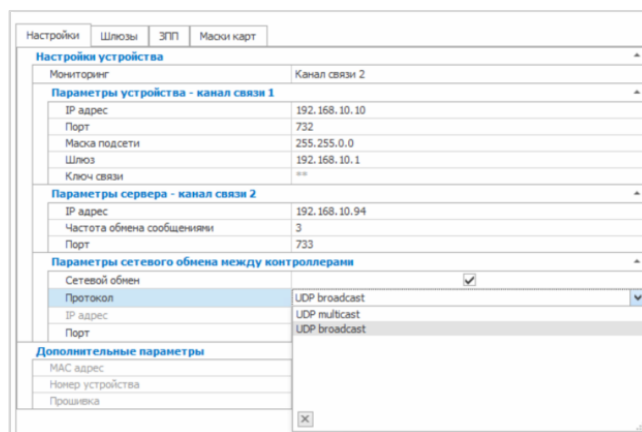 Настройки Шлюзы ЗПП Маски карт
Настройки устройства
Мониторинг Канал связи 2
Параметры устройства - канал связи 1
IP адрес 192.168.10.10
Порт 732
Маска подсети 255.255.0.0
Шлюз 192.168.10.1
Ключ связи **
Параметры сервера - канал связи 2
IP адрес 192.168.10.94
Частота обмена сообщениями 3
Порт 733
Параметры сетевого обмена между контроллерами
Сетевой обмен
Протокол UDP broadcast
IP адрес UDP multicast
Порт UDP broadcast
Дополнительные параметры
MAC адрес
Номер устройства
Прошивка